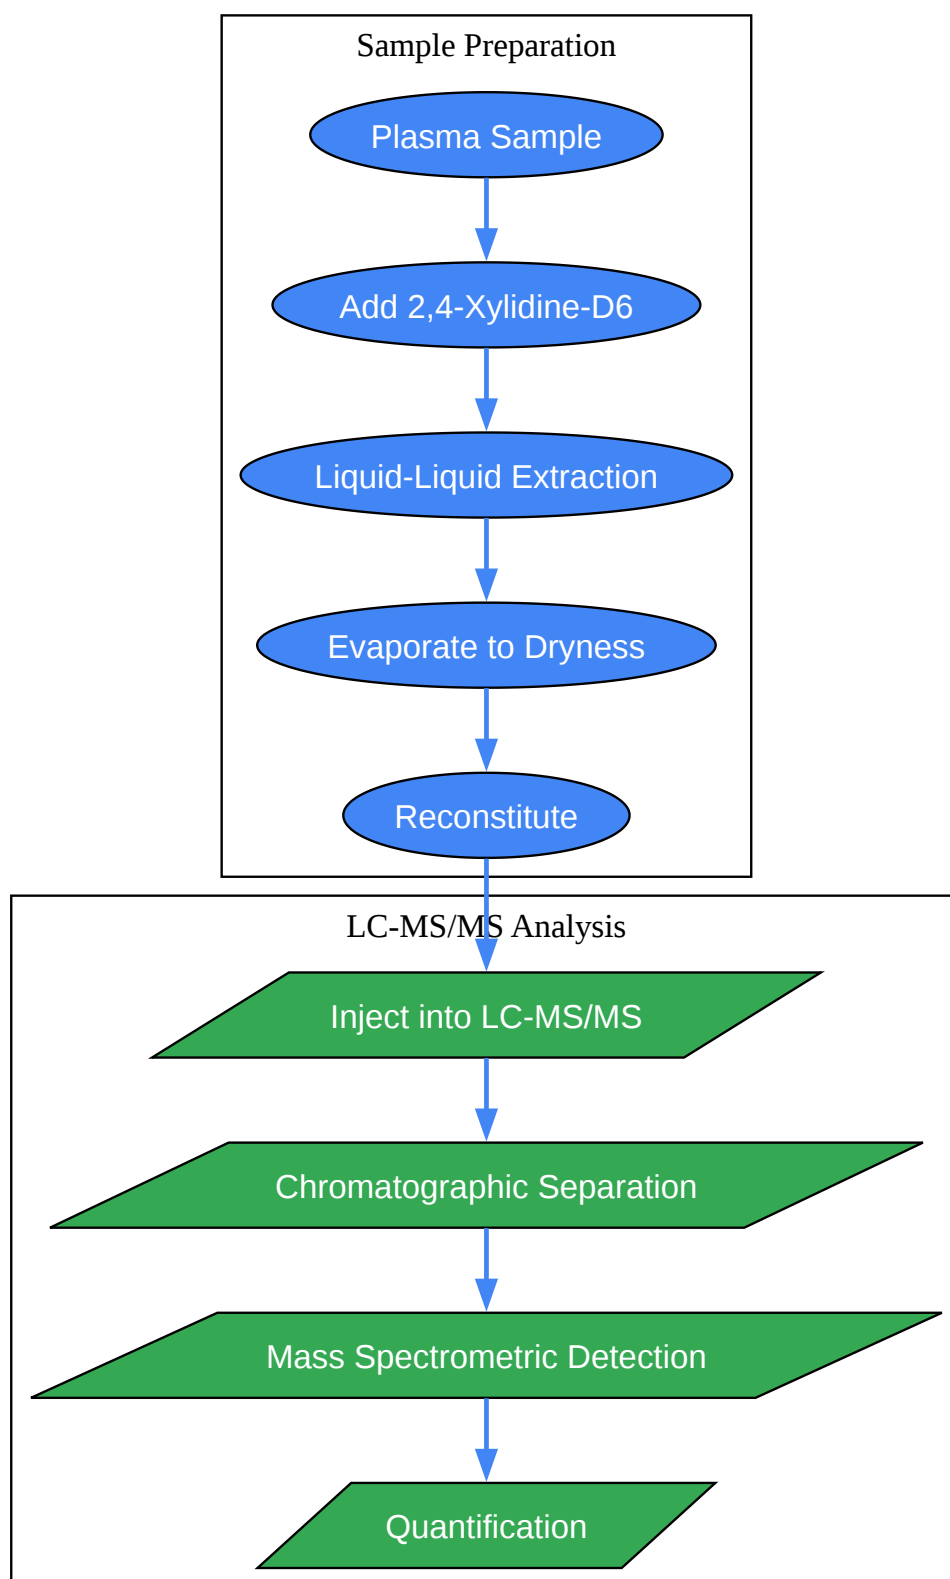 Sample Preparation
Plasma Sample
Add 2,4-Xylidine-D6
Liquid-Liquid Extraction
Evaporate to Dryness
Reconstitute
LC-MS/MS Analysis
Inject into LC-MS/MS
Chromatographic Separation
Mass Spectrometric Detection
Quantification